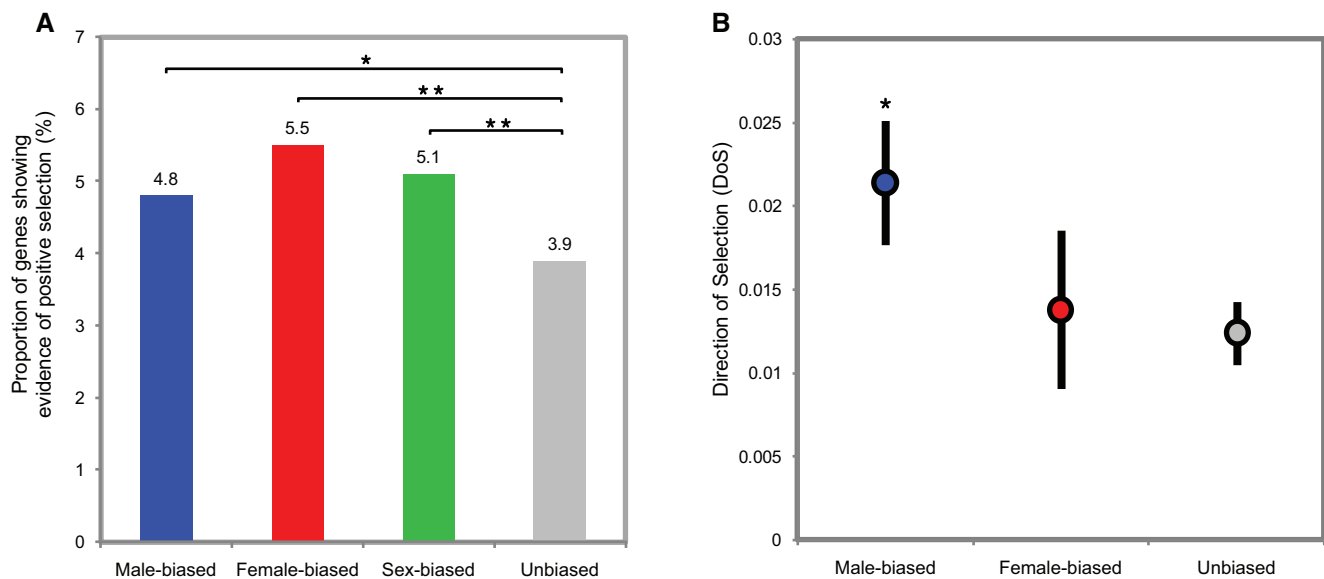 A
Proportion of genes showing
evidence of positive selection (%)
7
6
5
4
3
2
1
0
*
**
**
4.8
5.5
5.1
3.9
Male-biased
Female-biased
Sex-biased
Unbiased
B
Direction of Selection (DoS)
0.03
0.025
0.02
0.015
0.01
0.005
0
*
Male-biased
Female-biased
Unbiased